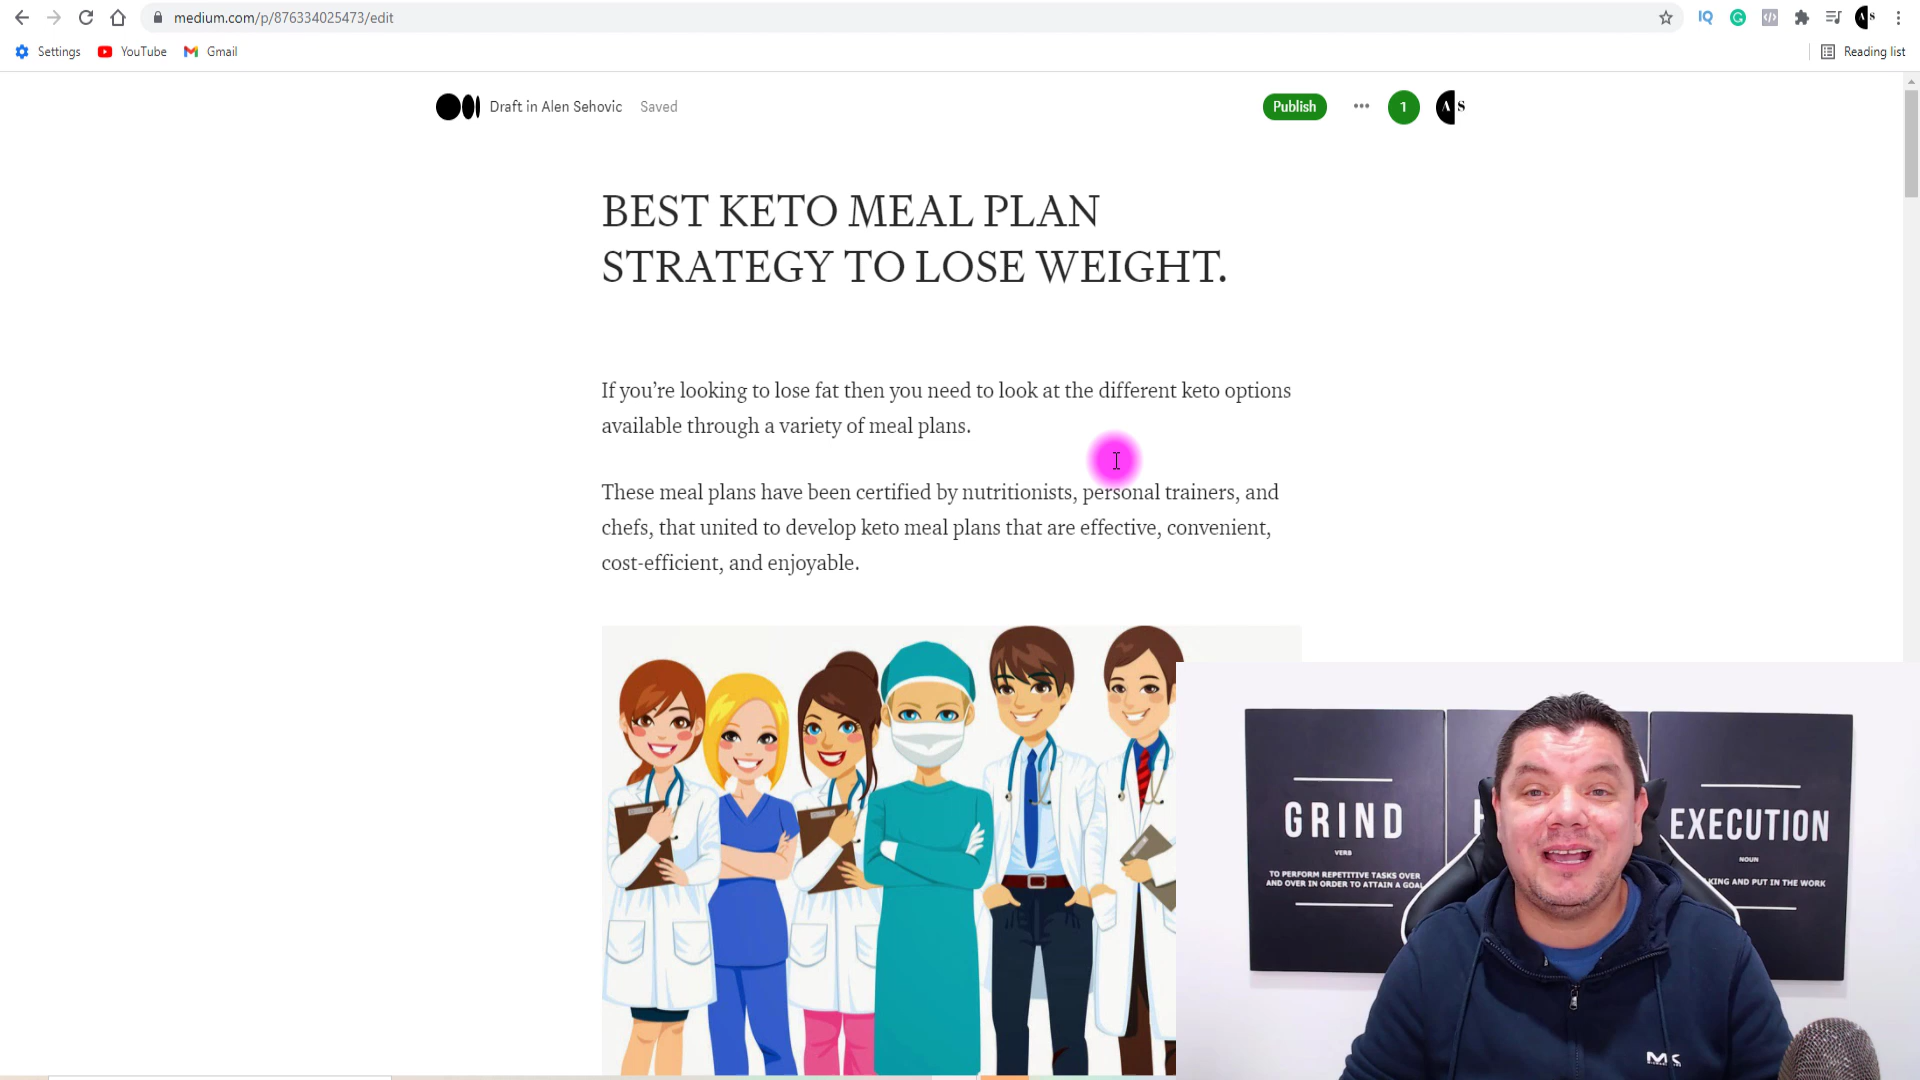 medium.com/p/876334025473/edit
IQ
A S
Settings
YouTube
Gmail
Reading list
Draft in Alen Sehovic
Saved
Publish
1
A S
BEST KETO MEAL PLAN
STRATEGY TO LOSE WEIGHT.
If you’re looking to lose fat then you need to look at the different keto options
available through a variety of meal plans.
These meal plans have been certified by nutritionists, personal trainers, and
chefs, that united to develop keto meal plans that are effective, convenient,
cost-efficient, and enjoyable.
GRIND
VERB
TO PERFORM REPETITIVE TASKS OVER
AND OVER IN ORDER TO ATTAIN A GOAL
H
EXECUTION
NOUN
KING AND PUT IN THE WORK